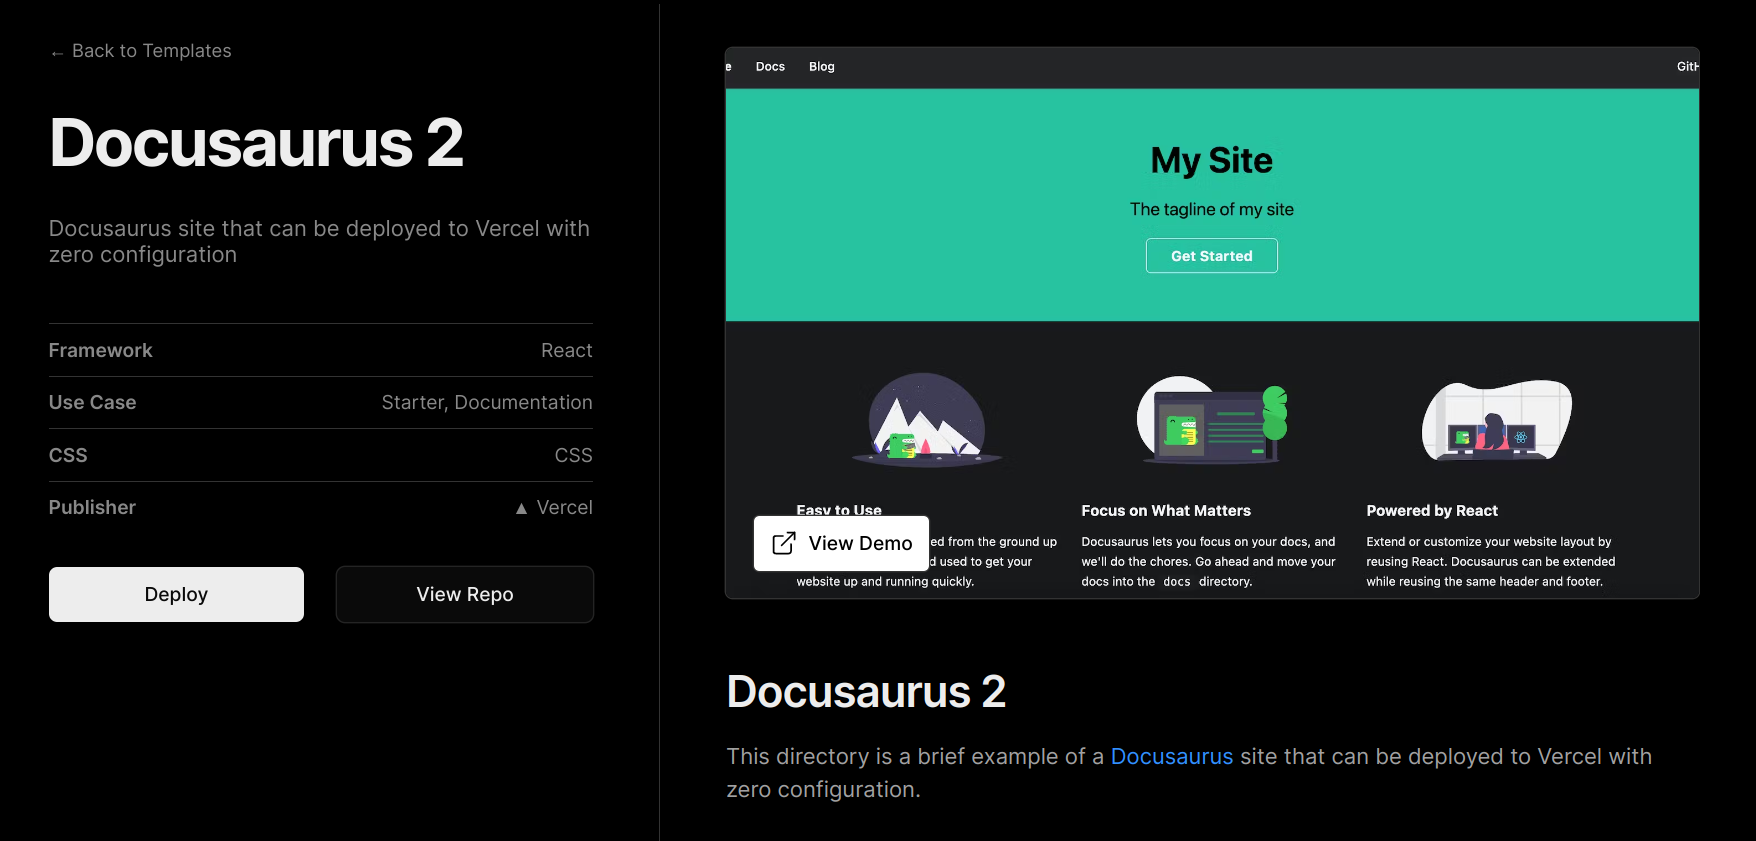 ← Back to Templates
Docusaurus 2
Docusaurus site that can be deployed to Vercel with
zero configuration
Framework React
Use Case Starter, Documentation
CSS CSS
Publisher ▲ Vercel
Deploy View Repo
e Docs Blog GitH
My Site
The tagline of my site
Get Started
Easy to Use
ed from the ground up
d used to get your
website up and running quickly.
View Demo
Focus on What Matters
Docusaurus lets you focus on your docs, and
we'll do the chores. Go ahead and move your
docs into the docs directory.
Powered by React
Extend or customize your website layout by
reusing React. Docusaurus can be extended
while reusing the same header and footer.
Docusaurus 2
This directory is a brief example of a Docusaurus site that can be deployed to Vercel with
zero configuration.